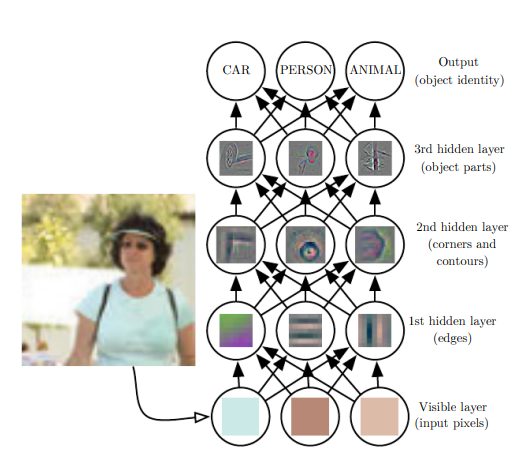 CAR
PERSON
ANIMAL
Output
(object identity)
3rd hidden layer
(object parts)
2nd hidden layer
(corners and
contours)
1st hidden layer
(edges)
Visible layer
(input pixels)